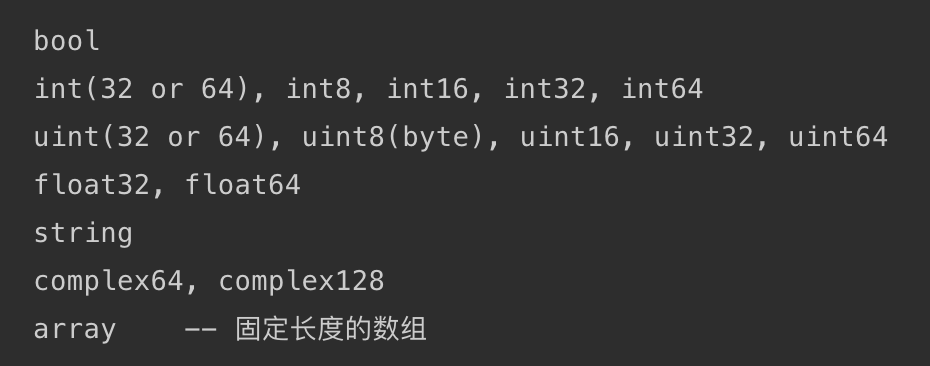 bool
int(32 or 64), int8, int16, int32, int64
uint(32 or 64), uint8(byte), uint16, uint32, uint64
float32, float64
string
complex64, complex128
array    —— 固定长度的数组